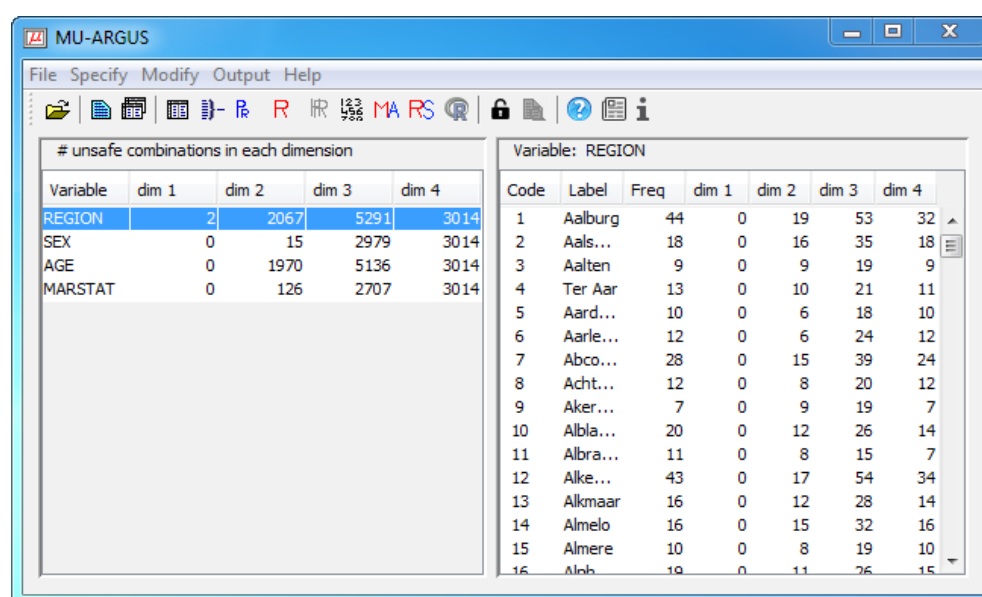 MU-ARGUS
File Specify Modify Output Help
# unsafe combinations in each dimension
Variable dim 1 dim 2 dim 3 dim 4
REGION 2 2067 5291 3014
SEX 0 15 2979 3014
AGE 0 1970 5136 3014
MARSTAT 0 126 2707 3014
Variable: REGION
Code Label Freq dim 1 dim 2 dim 3 dim 4
1 Aalburg 44 0 19 53 32
2 Aals... 18 0 16 35 18
3 Aalten 9 0 9 19 9
4 Ter Aar 13 0 10 21 11
5 Aard... 10 0 6 18 10
6 Aarle... 12 0 6 24 12
7 Abco... 28 0 15 39 24
8 Acht... 12 0 8 20 12
9 Aker... 7 0 9 19 7
10 Albla... 20 0 12 26 14
11 Albra... 11 0 8 15 7
12 Alke... 43 0 17 54 34
13 Alkmaar 16 0 12 28 14
14 Almelo 16 0 15 32 16
15 Almere 10 0 8 19 10
16 Alph... 19 0 11 26 15